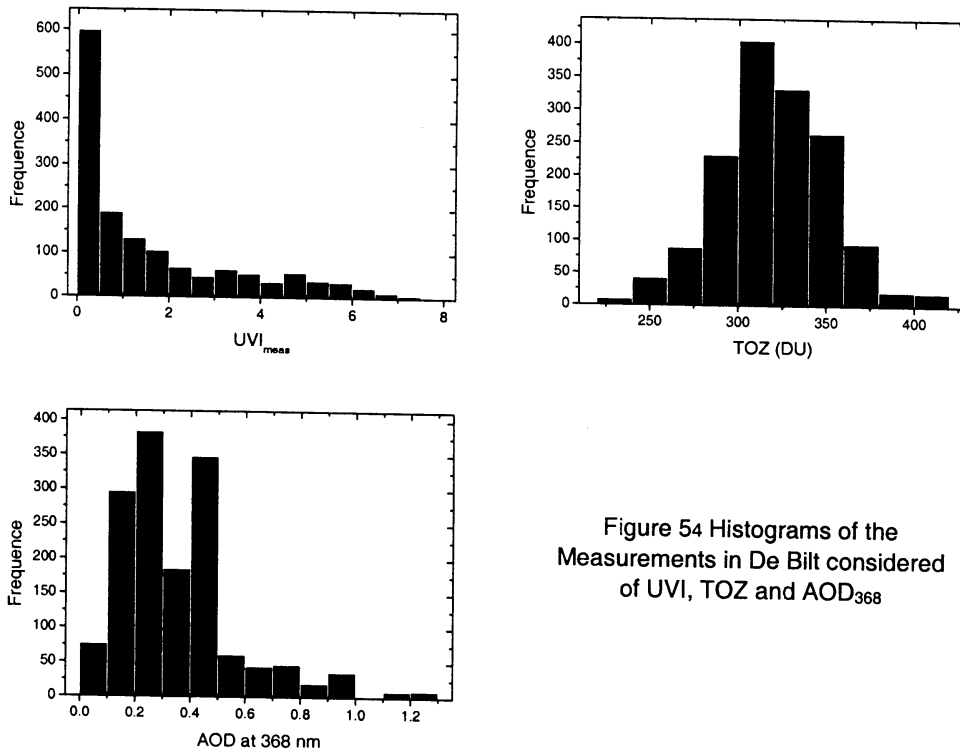 600
500
400
300
200
100
0
Frequence
0 2 4 6 8
UVI meas
400
350
300
250
200
150
100
50
0
Frequence
250 300 350 400
TOZ (DU)
400
350
300
250
200
150
100
50
0
Frequence
0.0 0.2 0.4 0.6 0.8 1.0 1.2
AOD at 368 nm
Figure 54 Histograms of the
Measurements in De Bilt considered
of UVI, TOZ and AOD368